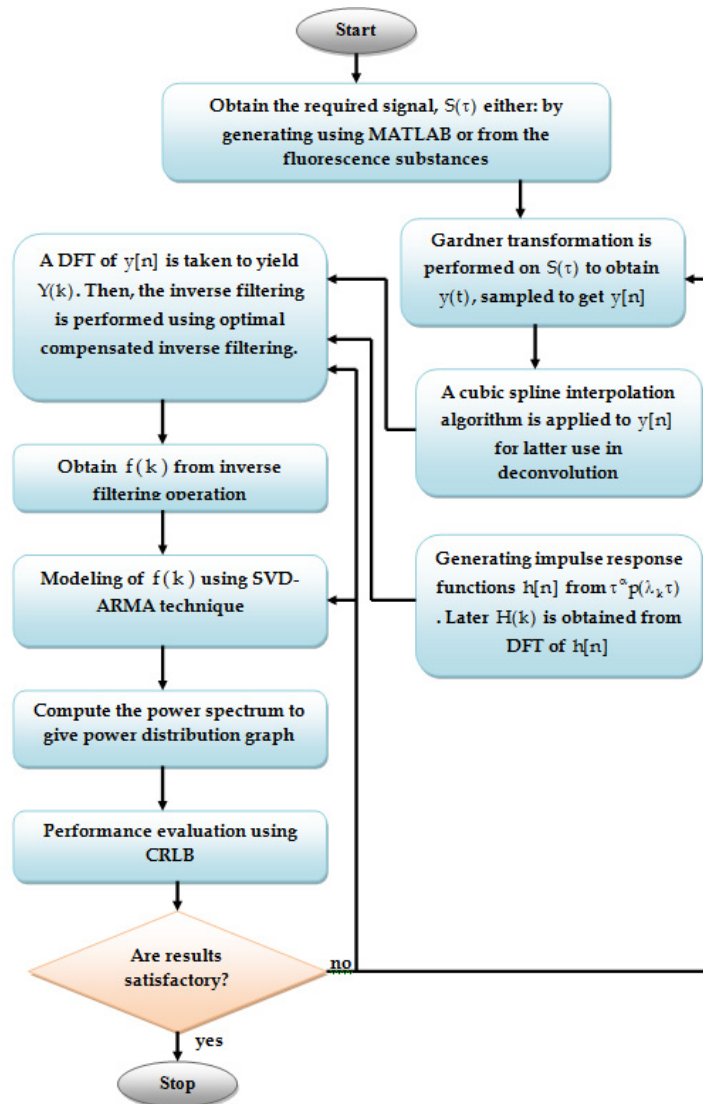 Start
Obtain the required signal, S(τ) either: by
generating using MATLAB or from the
fluorescence substances
Gardner transformation is
performed on S(τ) to obtain
y(t), sampled to get y[n]
A cubic spline interpolation
algorithm is applied to y[n]
for latter use in
deconvolution
Generating impulse response
functions h[n] from τ^α p(λ_k τ)
. Later H(k) is obtained from
DFT of h[n]
A DFT of y[n] is taken to yield
Y(k). Then, the inverse filtering
is performed using optimal
compensated inverse filtering.
Obtain f(k) from inverse
filtering operation
Modeling of f(k) using SVD-
ARMA technique
Compute the power spectrum to
give power distribution graph
Performance evaluation using
CRLB
Are results
satisfactory?
no
yes
Stop